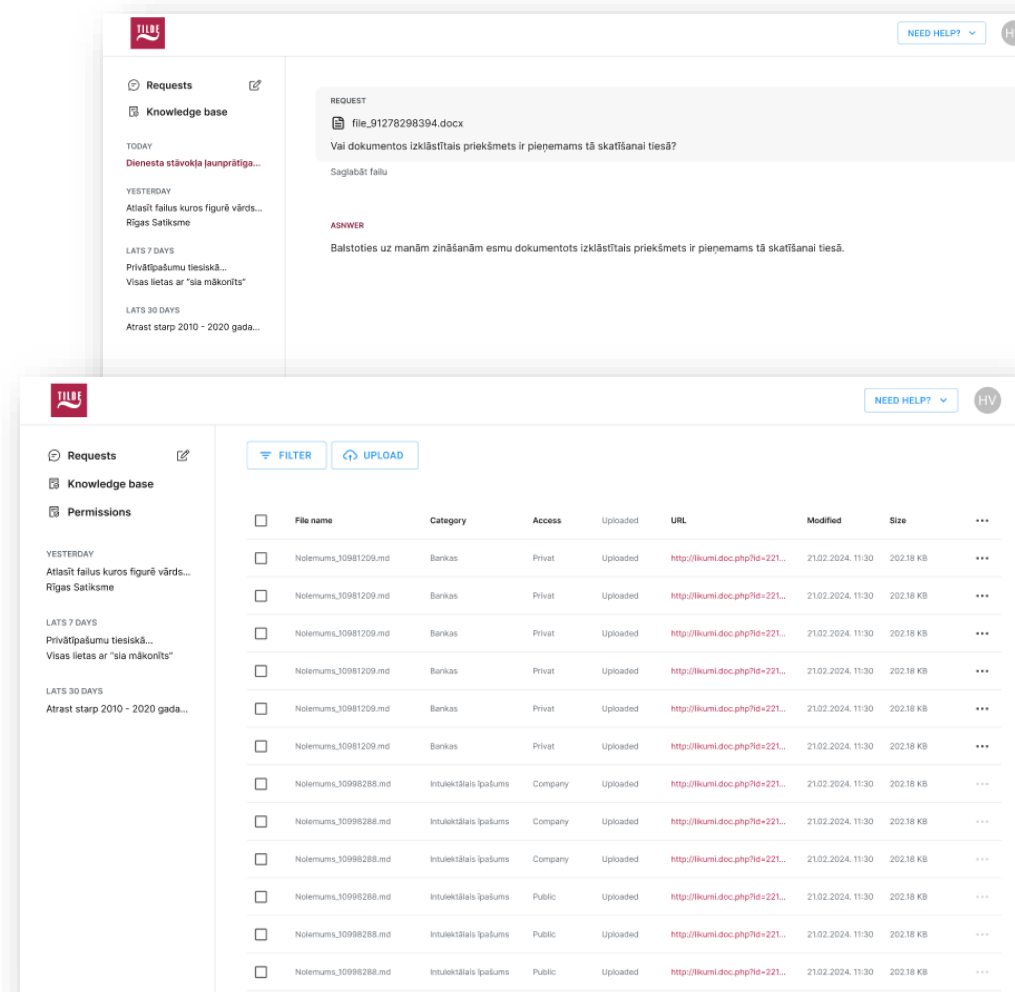 TILDE
NEED HELP?
H
Requests
Knowledge base
TODAY
Dienesta stāvokļa ļaunprātīga...
YESTERDAY
Atlasīt failus kuros figurē vārds...
Rīgas Satiksme
LATS 7 DAYS
Privātīpašumu tiesiskā...
Visas lietas ar "sia mākonīts"
LATS 30 DAYS
Atrast starp 2010 - 2020 gada...
REQUEST
file_91278298394.docx
Vai dokumentos izklāstītais priekšmets ir pieņemams tā skatīšanai tiesā?
Saglabāt failu
ASNWER
Balstoties uz manām zināšanām esmu dokumentots izklāstītais priekšmets ir pieņemams tā skatīšanai tiesā.
TILDE
NEED HELP?
HV
Requests
Knowledge base
Permissions
YESTERDAY
Atlasīt failus kuros figurē vārds...
Rīgas Satiksme
LATS 7 DAYS
Privātīpašumu tiesiskā...
Visas lietas ar "sia mākonīts"
LATS 30 DAYS
Atrast starp 2010 - 2020 gada...
FILTER UPLOAD
File name Category Access Uploaded URL Modified Size ...
Nolemums_10981209.md Bankas Privat Uploaded http://likumi.doc.php?id=221... 21.02.2024. 11:30 202.18 KB ...
Nolemums_10981209.md Bankas Privat Uploaded http://likumi.doc.php?id=221... 21.02.2024. 11:30 202.18 KB ...
Nolemums_10981209.md Bankas Privat Uploaded http://likumi.doc.php?id=221... 21.02.2024. 11:30 202.18 KB ...
Nolemums_10981209.md Bankas Privat Uploaded http://likumi.doc.php?id=221... 21.02.2024. 11:30 202.18 KB ...
Nolemums_10981209.md Bankas Privat Uploaded http://likumi.doc.php?id=221... 21.02.2024. 11:30 202.18 KB ...
Nolemums_10981209.md Bankas Privat Uploaded http://likumi.doc.php?id=221... 21.02.2024. 11:30 202.18 KB ...
Nolemums_10998288.md Intulektālais īpašums Company Uploaded http://likumi.doc.php?id=221... 21.02.2024. 11:30 202.18 KB ...
Nolemums_10998288.md Intulektālais īpašums Company Uploaded http://likumi.doc.php?id=221... 21.02.2024. 11:30 202.18 KB ...
Nolemums_10998288.md Intulektālais īpašums Company Uploaded http://likumi.doc.php?id=221... 21.02.2024. 11:30 202.18 KB ...
Nolemums_10998288.md Intulektālais īpašums Public Uploaded http://likumi.doc.php?id=221... 21.02.2024. 11:30 202.18 KB ...
Nolemums_10998288.md Intulektālais īpašums Public Uploaded http://likumi.doc.php?id=221... 21.02.2024. 11:30 202.18 KB ...
Nolemums_10998288.md Intulektālais īpašums Public Uploaded http://likumi.doc.php?id=221... 21.02.2024. 11:30 202.18 KB ...